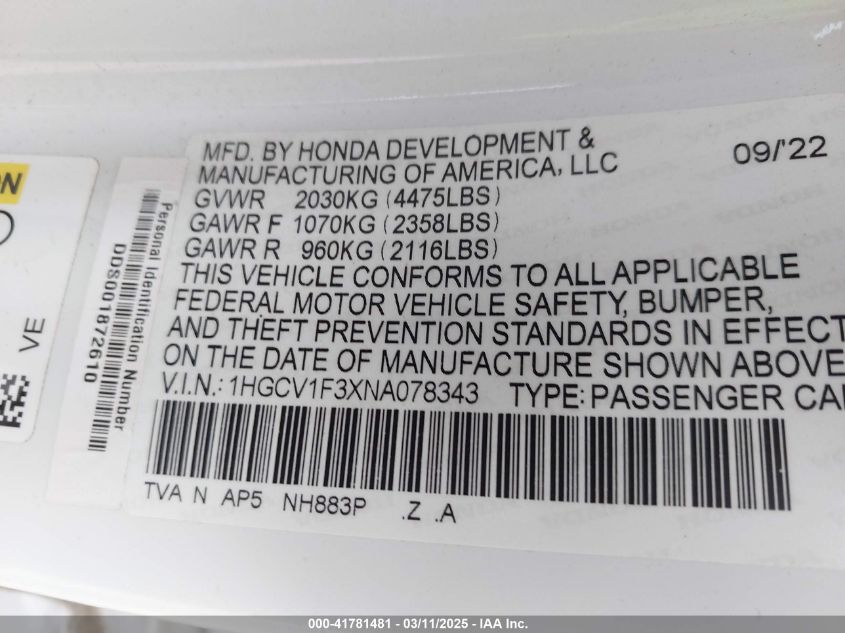 MFD. BY HONDA DEVELOPMENT &
MANUFACTURING OF AMERICA, LLC 09/'22
GVWR 2030KG (4475LBS)
GAWR F 1070KG (2358LBS)
GAWR R 960KG (2116LBS)
THIS VEHICLE CONFORMS TO ALL APPLICABLE
FEDERAL MOTOR VEHICLE SAFETY, BUMPER,
AND THEFT PREVENTION STANDARDS IN EFFECT
ON THE DATE OF MANUFACTURE SHOWN ABOVE
V.I.N.: 1HGCV1F3XNA078343 TYPE: PASSENGER CA
TVA N AP5 NH883P .Z .A
Personal Identification Number
DDS001872610
VE
ON
000-41781481 - 03/11/2025 - IAA Inc.